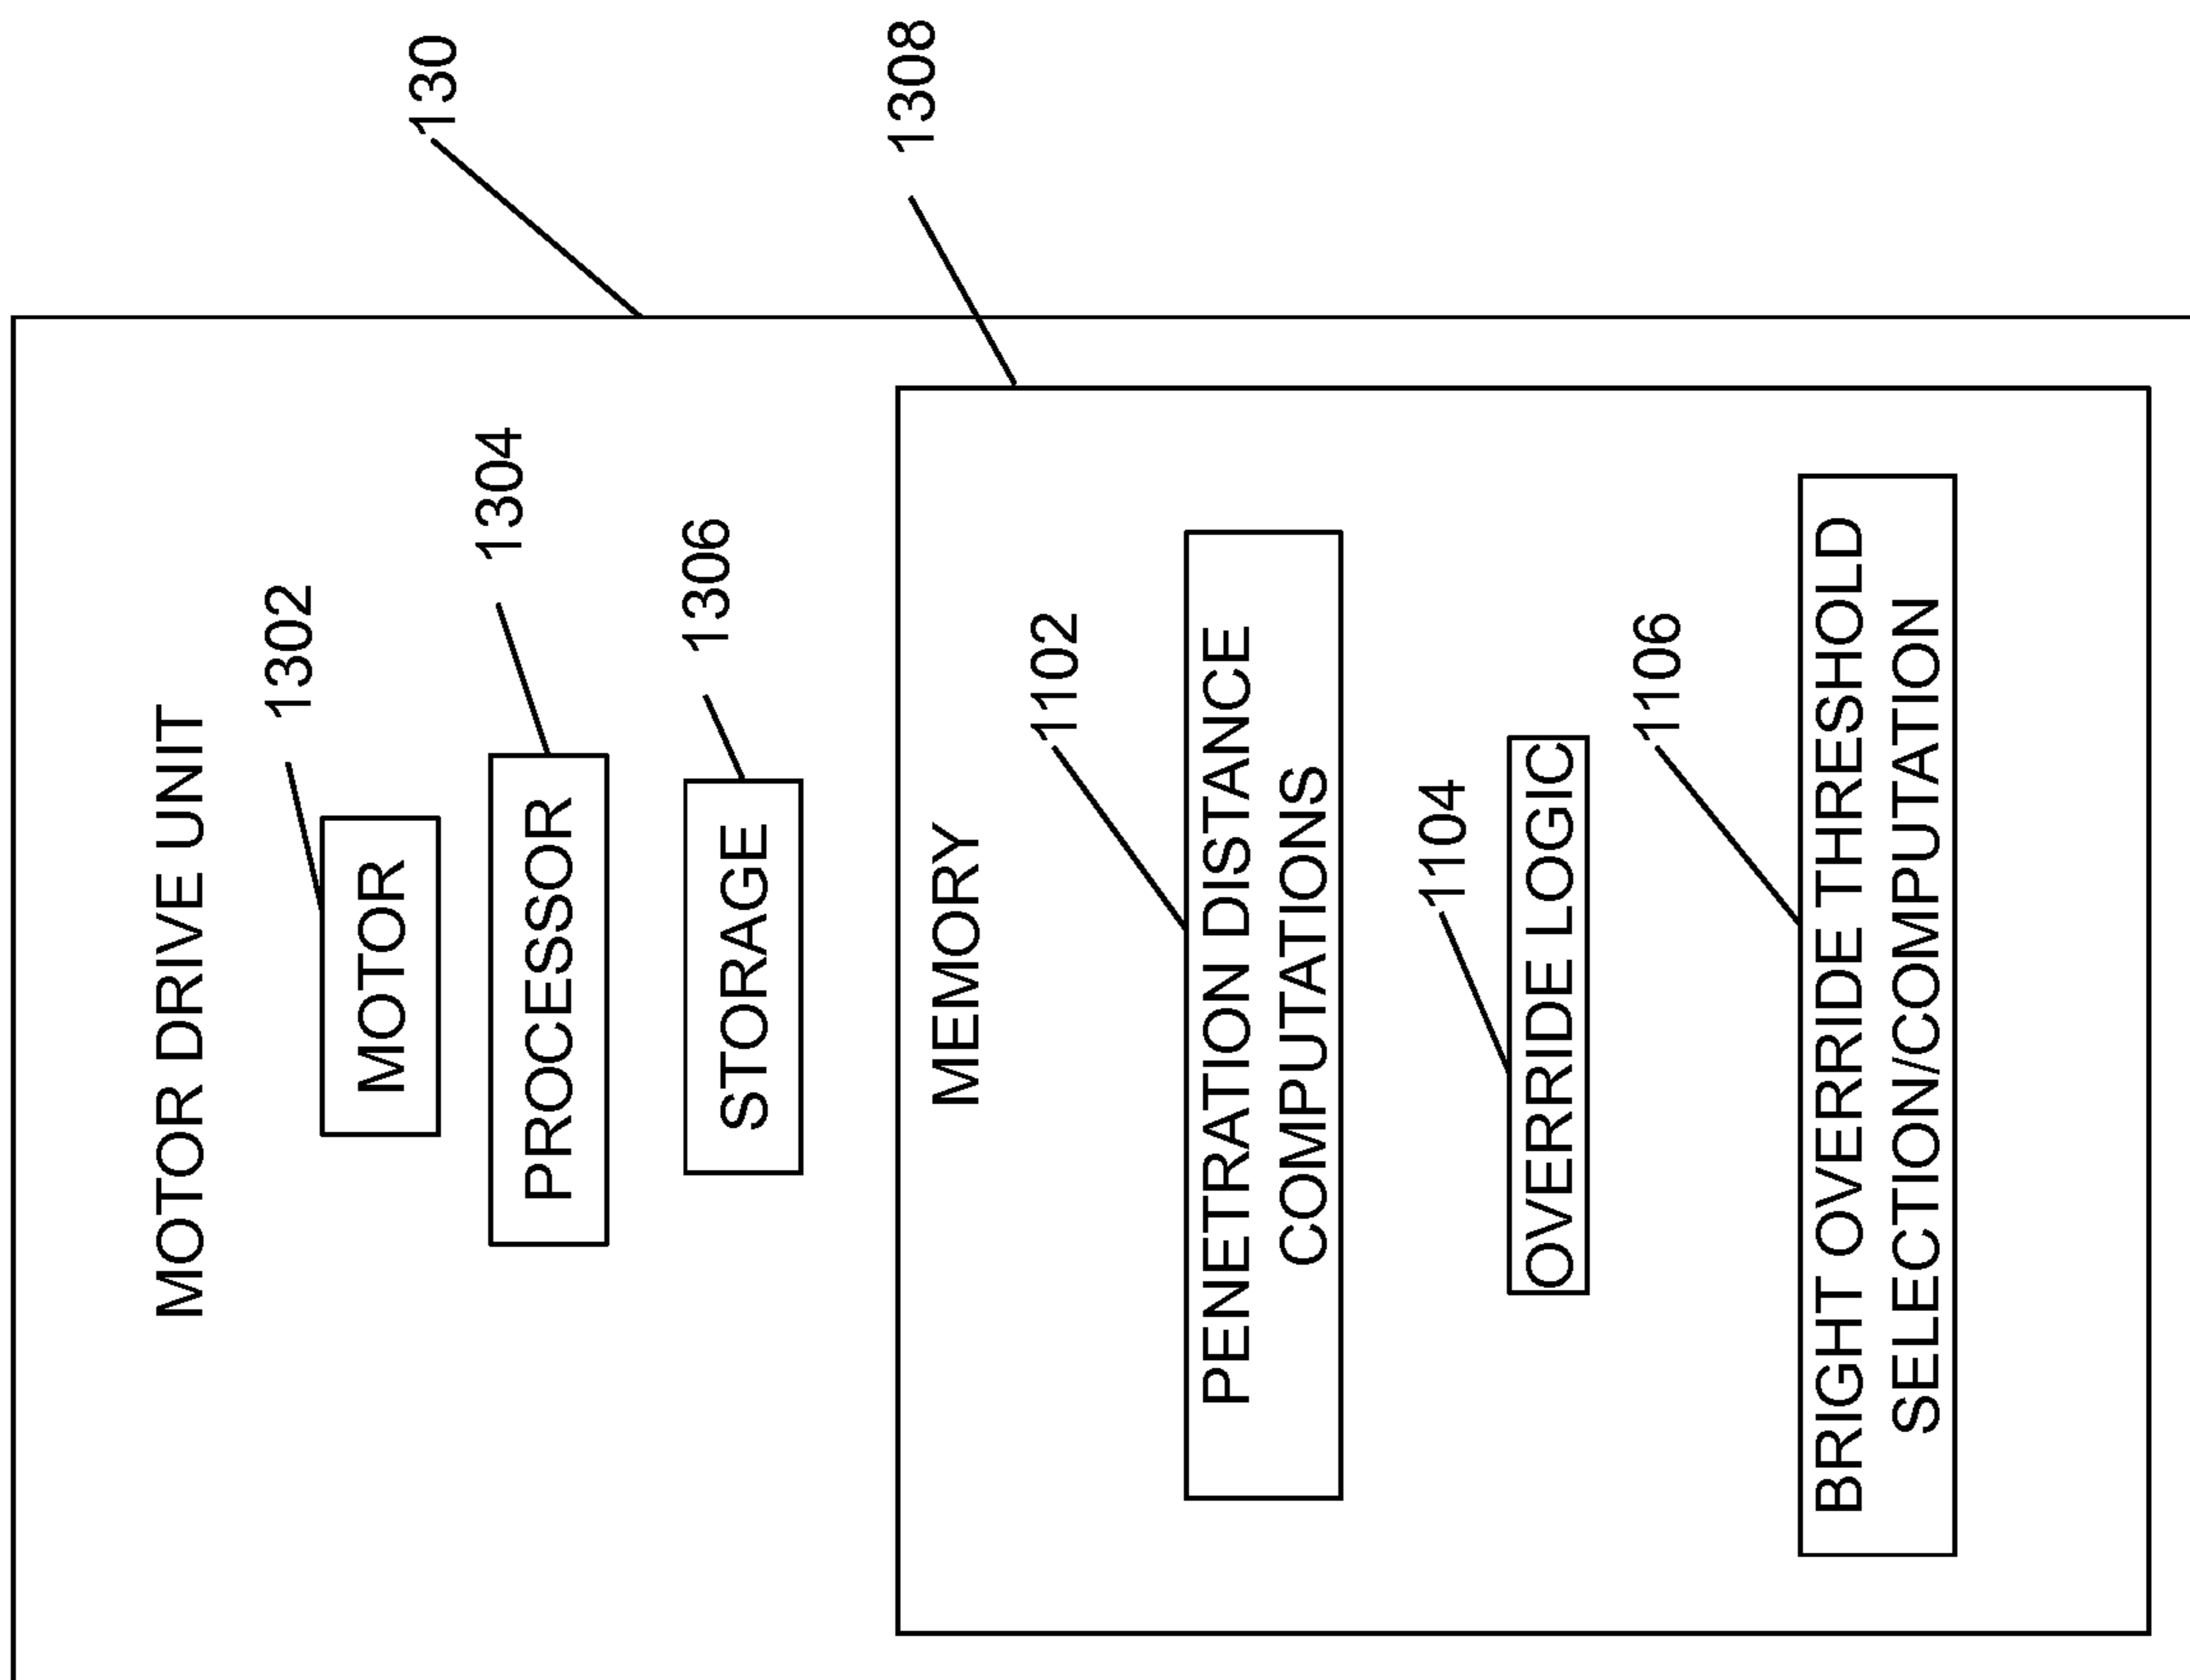 130
1308
MOTOR DRIVE UNIT
1302
MOTOR
1304
PROCESSOR
1306
STORAGE
MEMORY
1102
PENETRATION DISTANCE
COMPUTATIONS
1104
OVERRIDE LOGIC
1106
BRIGHT OVERRIDE THRESHOLD
SELECTION/COMPUTATION